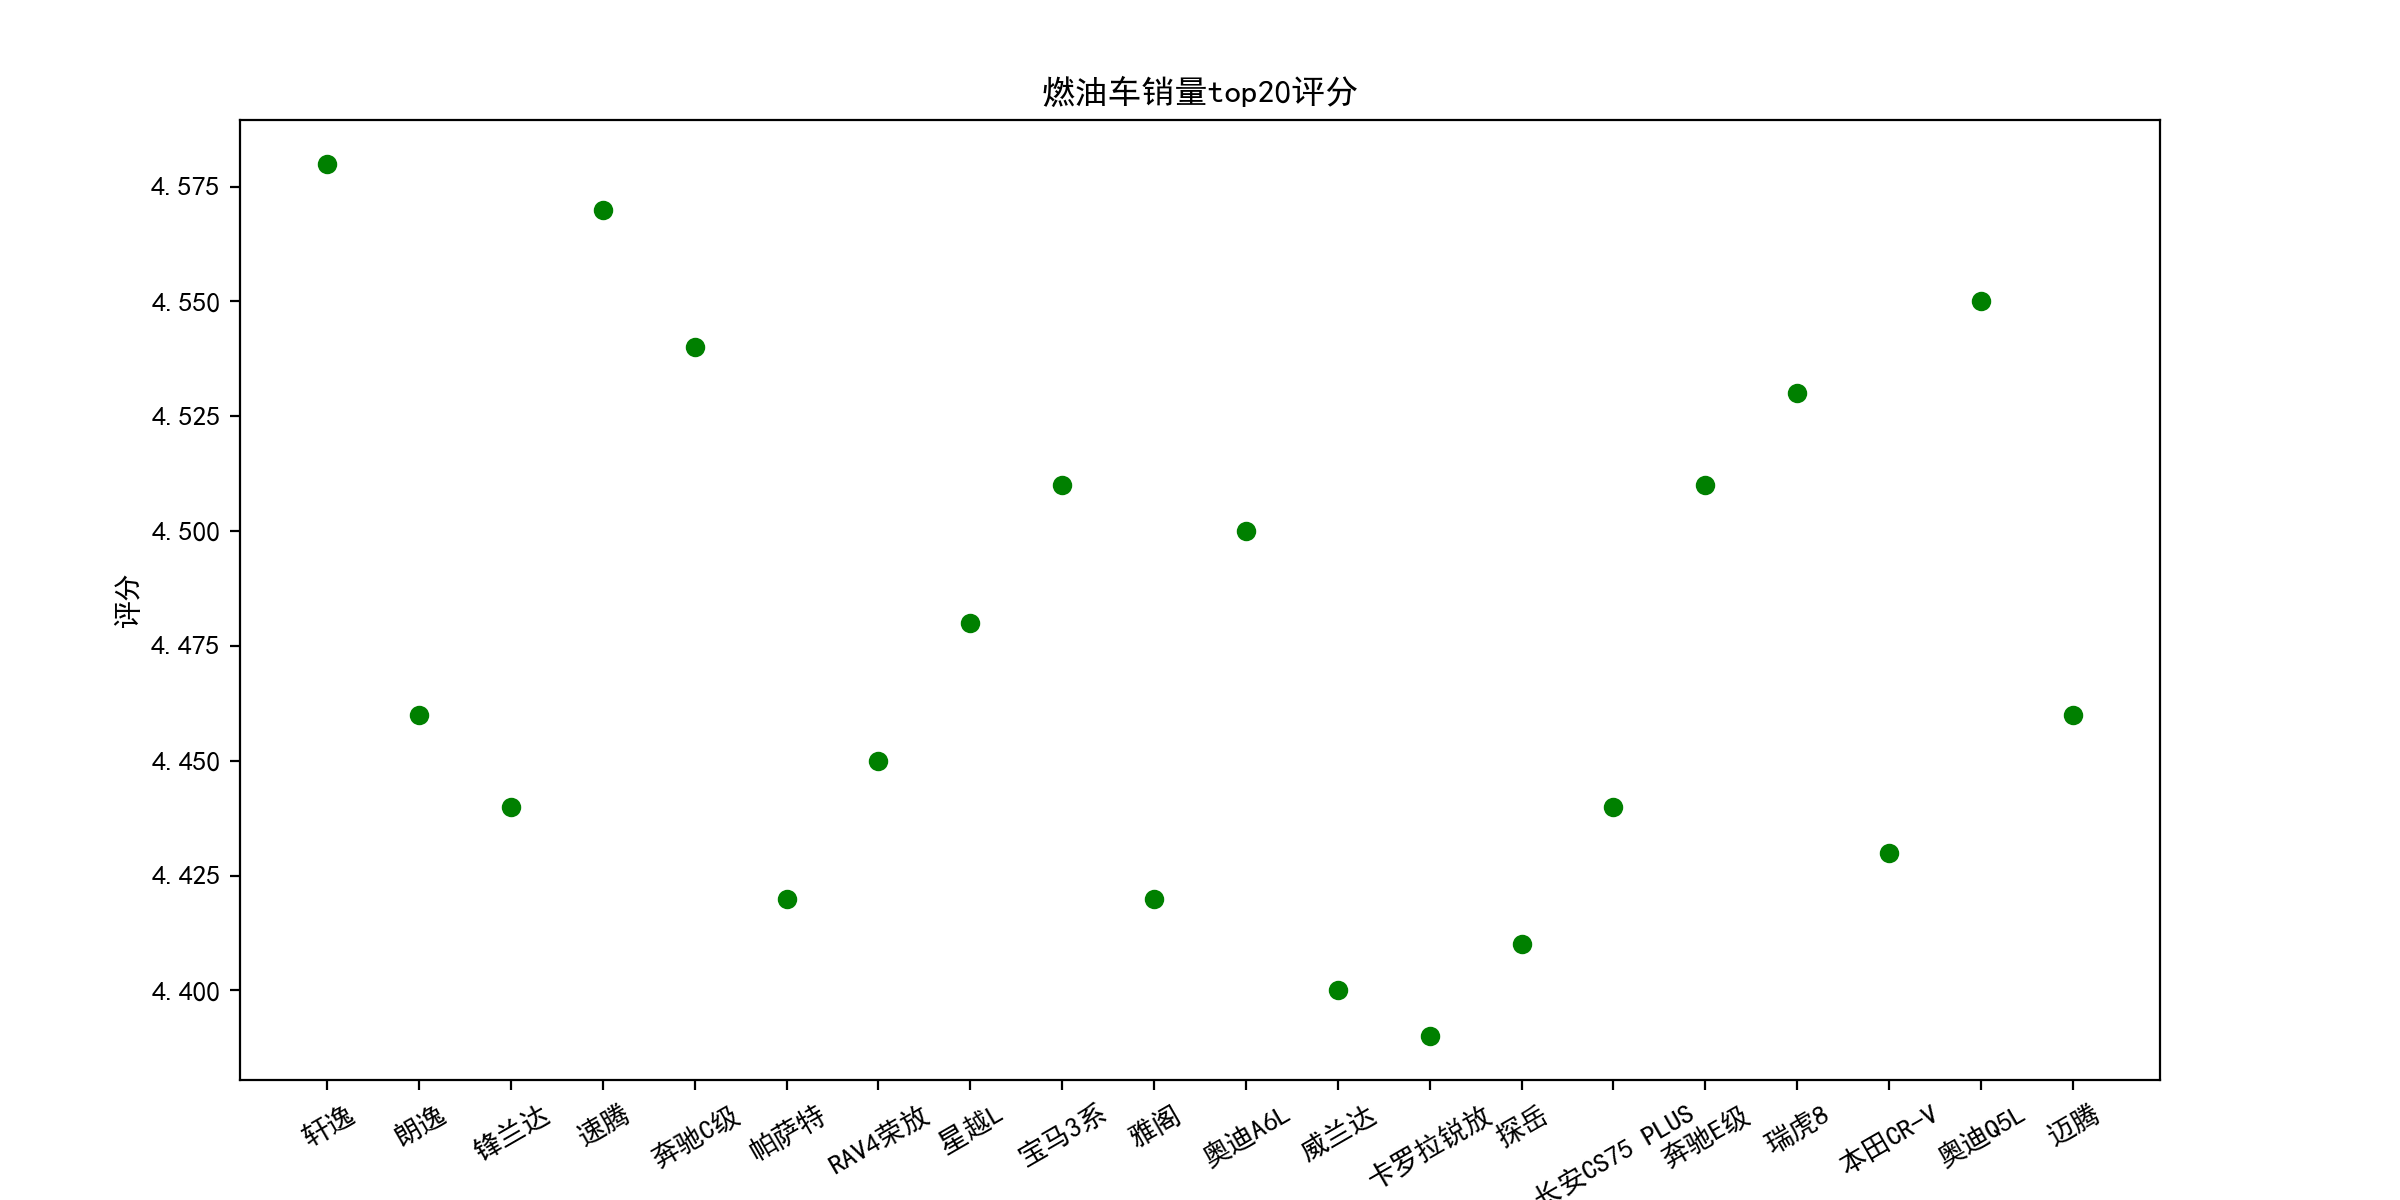 燃油车销量top20评分
评分
4.575
4.550
4.525
4.500
4.475
4.450
4.425
4.400
轩逸
朗逸
锋兰达
速腾
奔驰C级
帕萨特
RAV4荣放
星越L
宝马3系
雅阁
奥迪A6L
威兰达
卡罗拉锐放
探岳
长安CS75 PLUS
奔驰E级
瑞虎8
本田CR-V
奥迪Q5L
迈腾